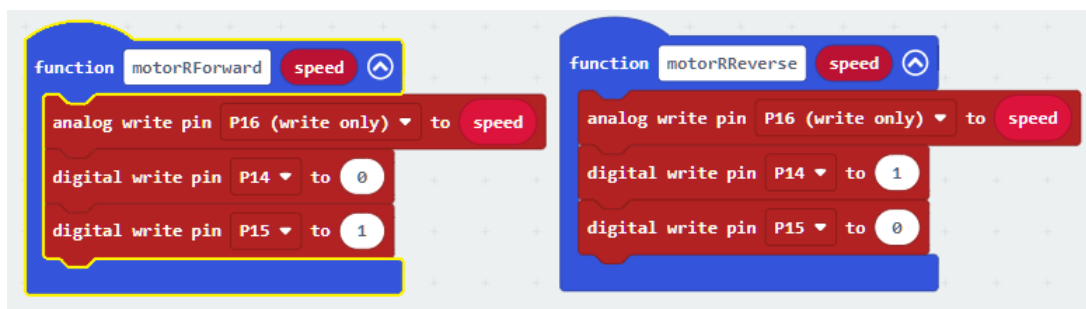 function motorRForward speed
analog write pin P16 (write only) to speed
digital write pin P14 to 0
digital write pin P15 to 1
function motorRReverse speed
analog write pin P16 (write only) to speed
digital write pin P14 to 1
digital write pin P15 to 0